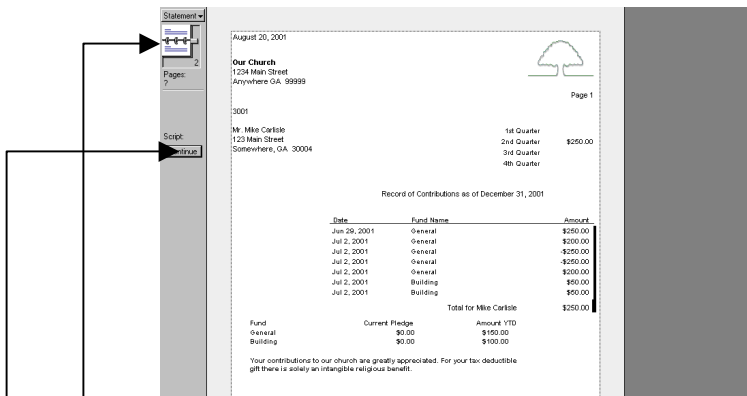 Statement
2
Pages:
?
Script:
August 20, 2001
Our Church
1234 Main Street
Anywhere GA 99999
Page 1
3001
Mr. Mike Carlisle
123 Main Street
Somewhere, GA 30004
1st Quarter
2nd Quarter $250.00
3rd Quarter
4th Quarter
Record of Contributions as of December 31, 2001
Date Fund Name Amount
Jun 29, 2001 General $250.00
Jul 2, 2001 General $200.00
Jul 2, 2001 General -$250.00
Jul 2, 2001 General -$250.00
Jul 2, 2001 General $200.00
Jul 2, 2001 Building $50.00
Jul 2, 2001 Building $50.00
Total for Mike Carlisle $250.00
Fund Current Pledge Amount YTD
General $0.00 $150.00
Building $0.00 $100.00
Your contributions to our church are greatly appreciated. For your tax deductible
gift there is solely an intangible religious benefit.